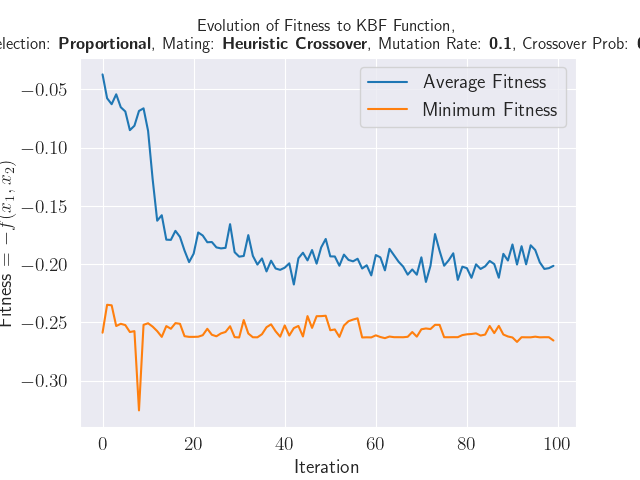 Evolution of Fitness to KBF Function,
election: Proportional, Mating: Heuristic Crossover, Mutation Rate: 0.1, Crossover Prob:
Average Fitness
Minimum Fitness
−0.05
−0.10
−0.15
−0.20
−0.25
−0.30
Fitness = −f(x₁, x₂)
0 20 40 60 80 100
Iteration